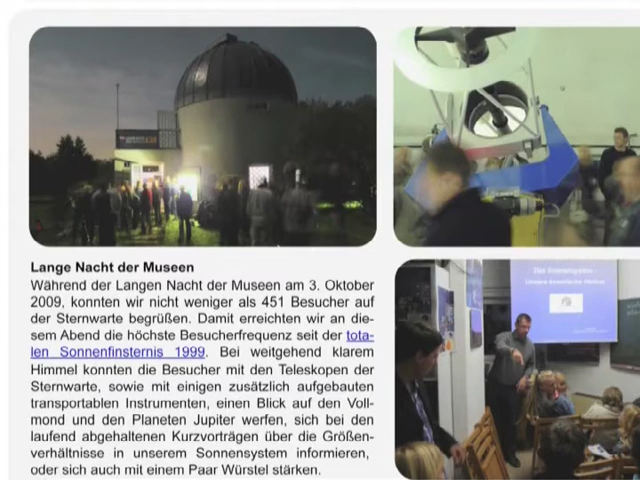 Lange Nacht der Museen
Während der Langen Nacht der Museen am 3. Oktober
2009, konnten wir nicht weniger als 451 Besucher auf
der Sternwarte begrüßen. Damit erreichten wir an die-
sem Abend die höchste Besucherfrequenz seit der tota-
len Sonnenfinsternis 1999. Bei weitgehend klarem
Himmel konnten die Besucher mit den Teleskopen der
Sternwarte, sowie mit einigen zusätzlich aufgebauten
transportablen Instrumenten, einen Blick auf den Voll-
mond und den Planeten Jupiter werfen, sich bei den
laufend abgehaltenen Kurzvorträgen über die Größen-
verhältnisse in unserem Sonnensystem informieren,
oder sich auch mit einem Paar Würstel stärken.
Das Sonnensystem